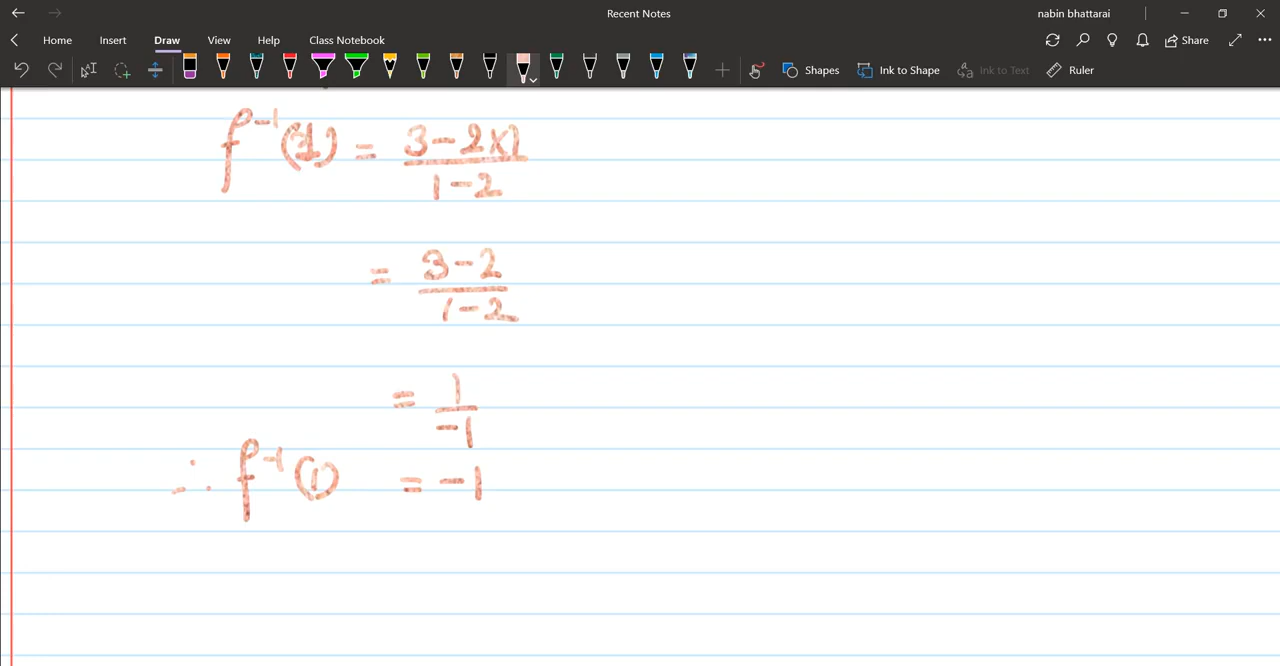 Recent Notes
nabin bhattarai
Home Insert Draw View Help Class Notebook
Share
Shapes Ink to Shape Ink to Text Ruler
f⁻¹(1) = (3-2×1)/(1-2)
= (3-2)/(1-2)
= 1/(-1)
∴ f⁻¹(1) = -1